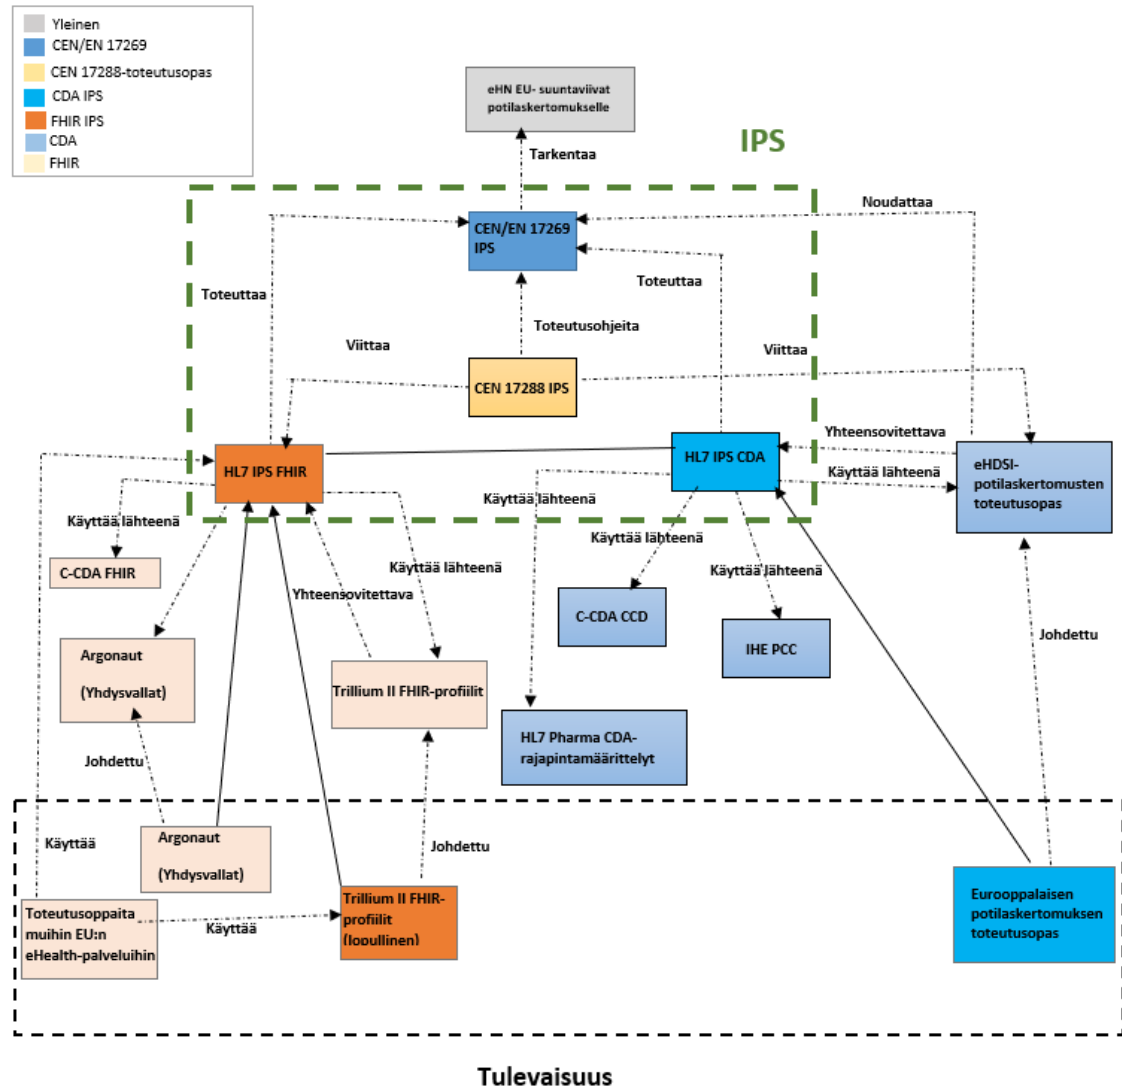 Yleinen
CEN/EN 17269
CEN 17288-toteutusopas
CDA IPS
FHIR IPS
CDA
FHIR
eHN EU- suuntaviivat
potilaskertomukselle
IPS
Tarkentaa
Noudattaa
CEN/EN 17269
IPS
Toteuttaa
Toteuttaa
Toteutusohjeita
Viittaa
Viittaa
CEN 17288 IPS
Yhteensovitettava
HL7 IPS FHIR
HL7 IPS CDA
Käyttää lähteenä
eHDSI-
potilaskertomusten
toteutusopas
Käyttää lähteenä
Käyttää lähteenä
Käyttää lähteenä
Käyttää lähteenä
Käyttää lähteenä
C-CDA FHIR
Yhteensovitettava
C-CDA CCD
IHE PCC
Johdettu
Argonaut
(Yhdysvallat)
Trillium II FHIR-profiilit
HL7 Pharma CDA-
rajapintamäärittelyt
Johdettu
Käyttää
Argonaut
(Yhdysvallat)
Johdettu
Toteutusoppaita
muihin EU:n
eHealth-palveluihin
Käyttää
Trillium II FHIR-
profiilit
(lopullinen)
Eurooppalaisen
potilaskertomuksen
toteutusopas
Tulevaisuus